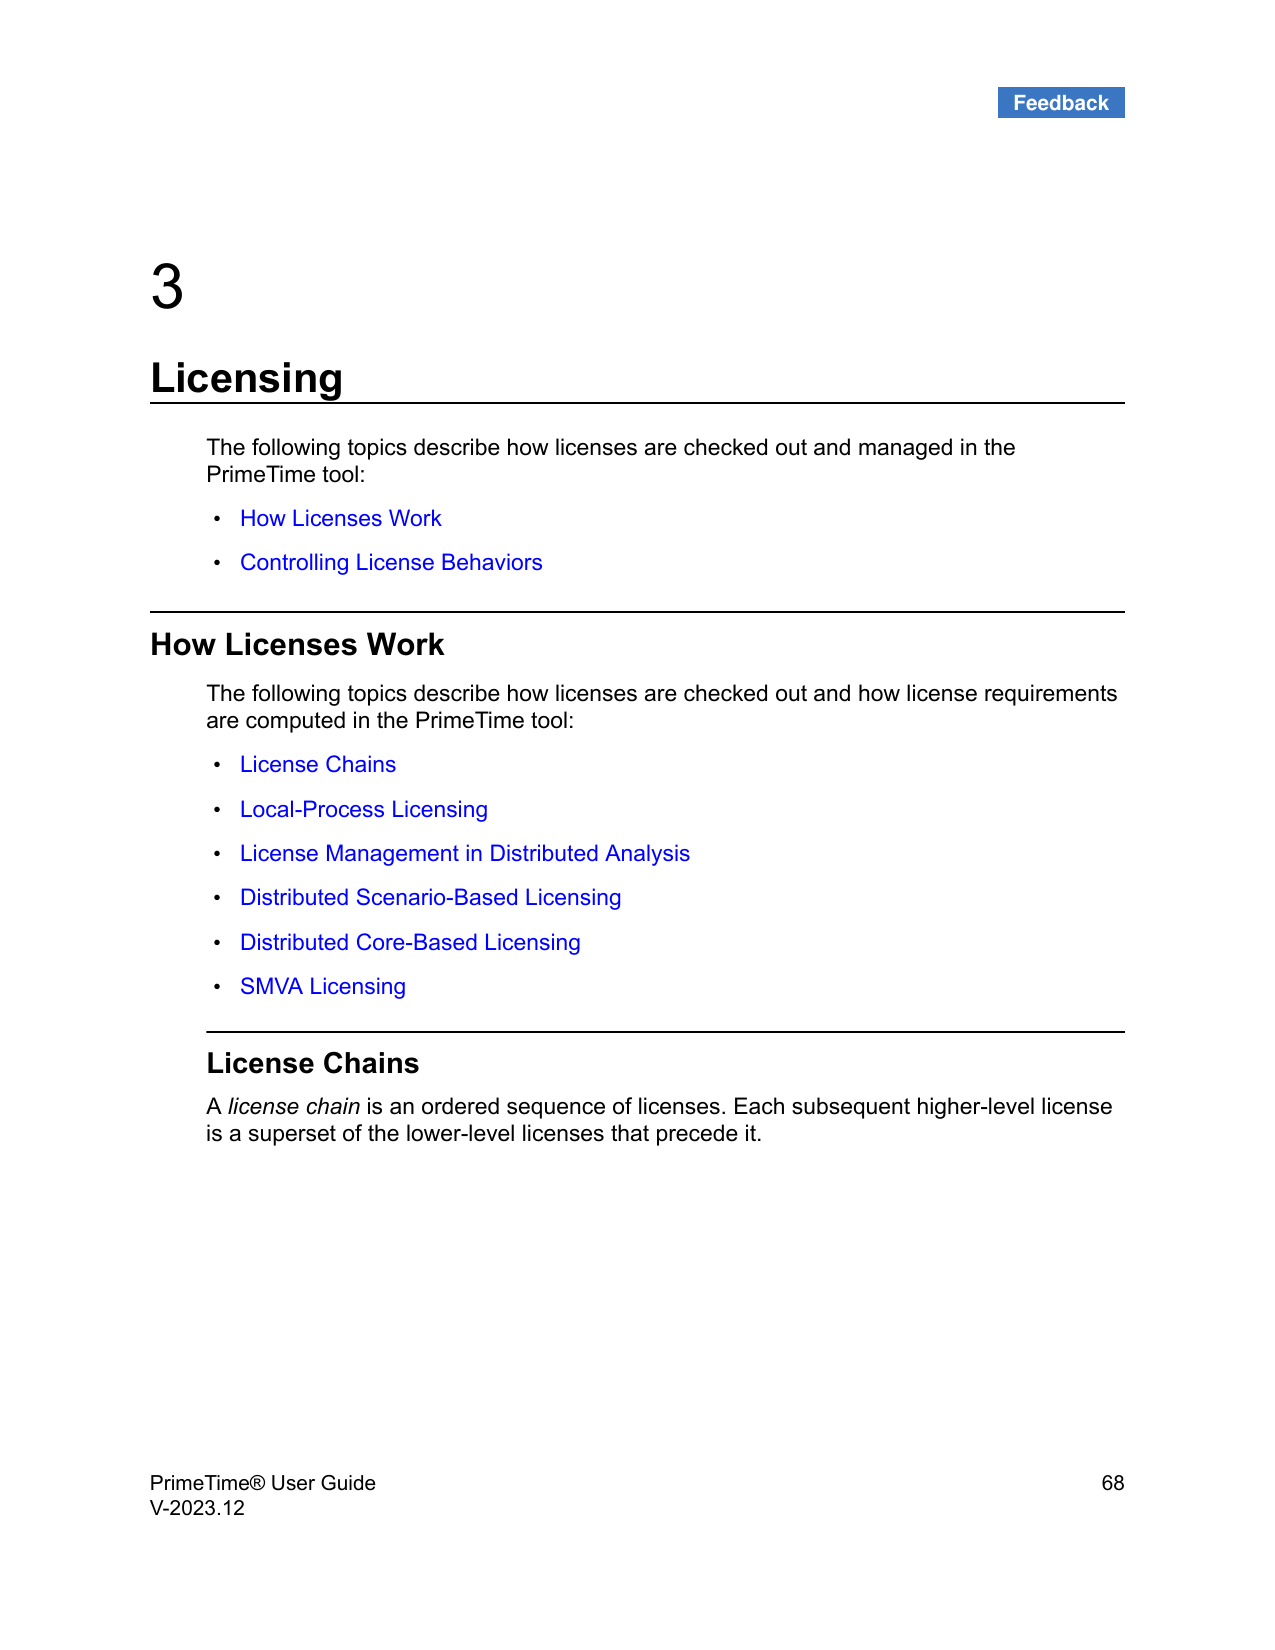 Feedback
3
Licensing
The following topics describe how licenses are checked out and managed in the
PrimeTime tool:
• How Licenses Work
• Controlling License Behaviors
How Licenses Work
The following topics describe how licenses are checked out and how license requirements
are computed in the PrimeTime tool:
• License Chains
• Local-Process Licensing
• License Management in Distributed Analysis
• Distributed Scenario-Based Licensing
• Distributed Core-Based Licensing
• SMVA Licensing
License Chains
A license chain is an ordered sequence of licenses. Each subsequent higher-level license
is a superset of the lower-level licenses that precede it.
PrimeTime® User Guide 68
V-2023.12